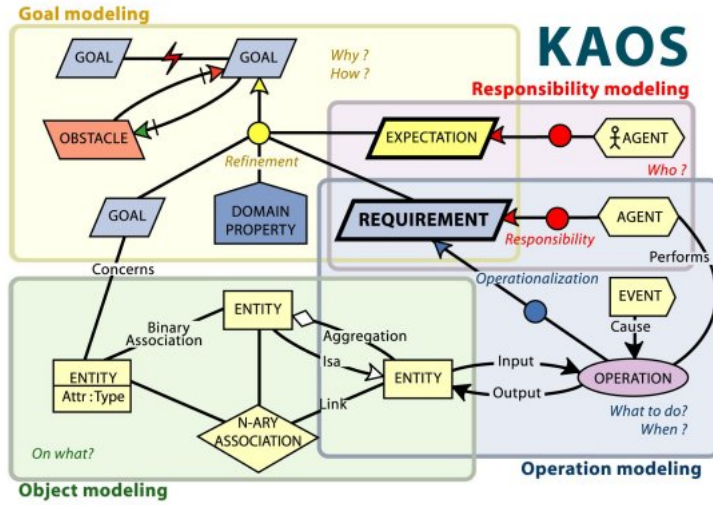 Goal modeling
KAOS
GOAL
GOAL
Why ?
How ?
Responsibility modeling
OBSTACLE
EXPECTATION
AGENT
Refinement
Who ?
GOAL
DOMAIN
PROPERTY
REQUIREMENT
AGENT
Responsibility
Performs
Concerns
Operationalization
EVENT
Cause
ENTITY
Binary
Association
Aggregation
Isa
Input
ENTITY
Attr :Type
ENTITY
OPERATION
Link
Output
N-ARY
ASSOCIATION
What to do?
When ?
On what?
Object modeling
Operation modeling